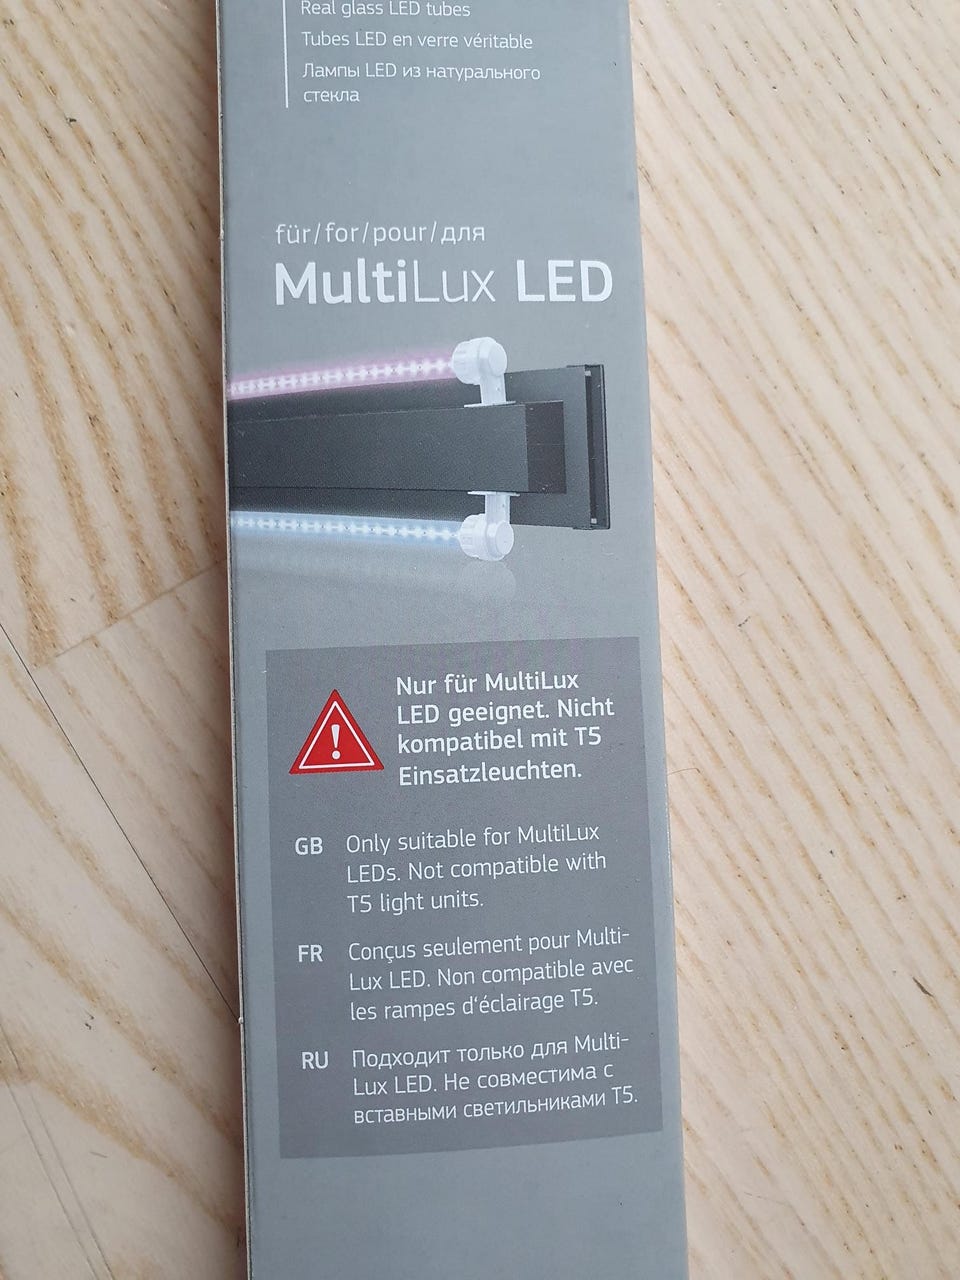 Real glass LED tubes
Tubes LED en verre véritable
Лампы LED из натурального
стекла
für/for/pour/для
MultiLux LED
Nur für MultiLux
LED geeignet. Nicht
kompatibel mit T5
Einsatzleuchten.
GB Only suitable for MultiLux
LEDs. Not compatible with
T5 light units.
FR Conçus seulement pour Multi-
Lux LED. Non compatible avec
les rampes d‘éclairage T5.
RU Подходит только для Multi-
Lux LED. Не совместима с
вставными светильниками T5.